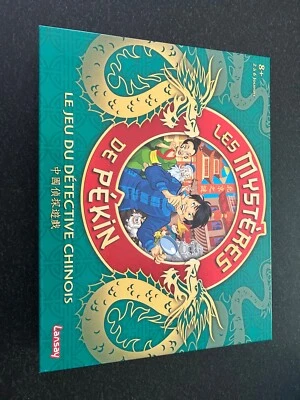 LES MYSTÈRES
DE PÉKIN
LE JEU DU DÉTECTIVE CHINOIS
中國偵探遊戲
8+
Lansay